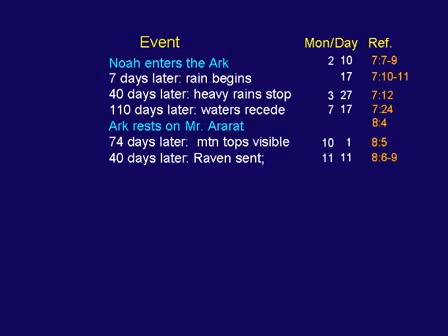 Event Mon/Day Ref.
Noah enters the Ark 2 10 7:7-9
7 days later: rain begins 17 7:10-11
40 days later: heavy rains stop 3 27 7:12
110 days later: waters recede 7 17 7:24
Ark rests on Mr. Ararat 8:4
74 days later: mtn tops visible 10 1 8:5
40 days later: Raven sent; 11 11 8:6-9